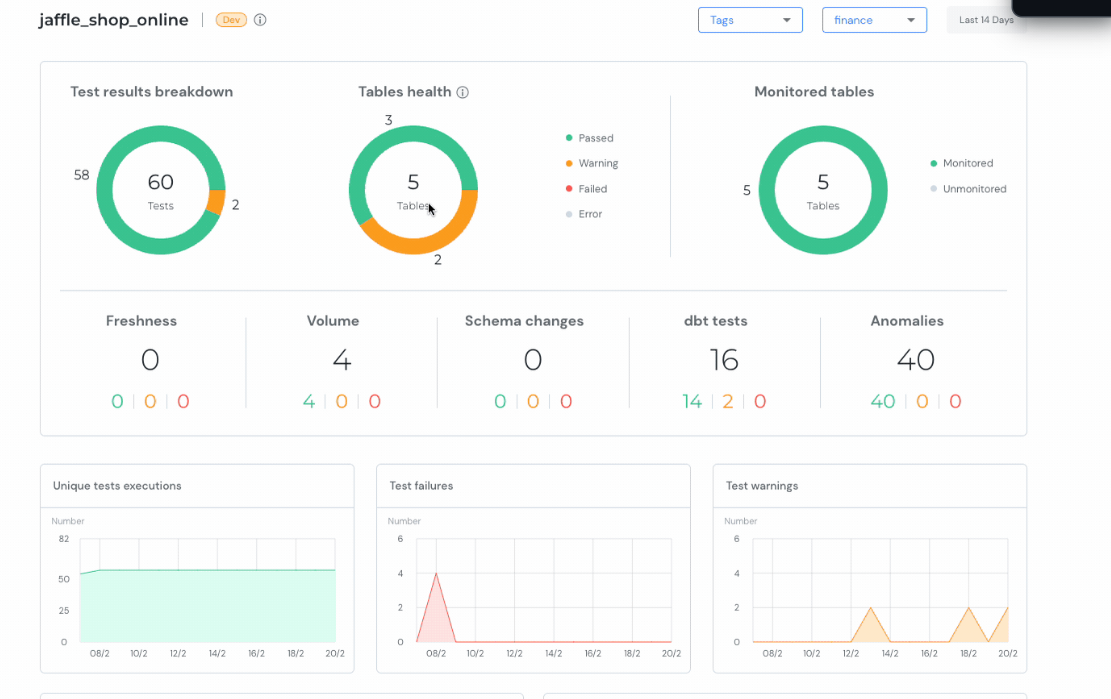 jaffle_shop_online | Dev
Tags
finance
Last 14 Days
Test results breakdown
Tables health
Monitored tables
58
60
Tests
2
3
5
Tables
2
Passed
Warning
Failed
Error
5
5
Tables
Monitored
Unmonitored
Freshness
0
0 | 0 | 0
Volume
4
4 | 0 | 0
Schema changes
0
0 | 0 | 0
dbt tests
16
14 | 2 | 0
Anomalies
40
40 | 0 | 0
Unique tests executions
Number
82
50
25
0
08/2 10/2 12/2 14/2 16/2 18/2 20/2
Test failures
Number
6
4
2
0
08/2 10/2 12/2 14/2 16/2 18/2 20/2
Test warnings
Number
6
4
2
0
08/2 10/2 12/2 14/2 16/2 18/2 20/2